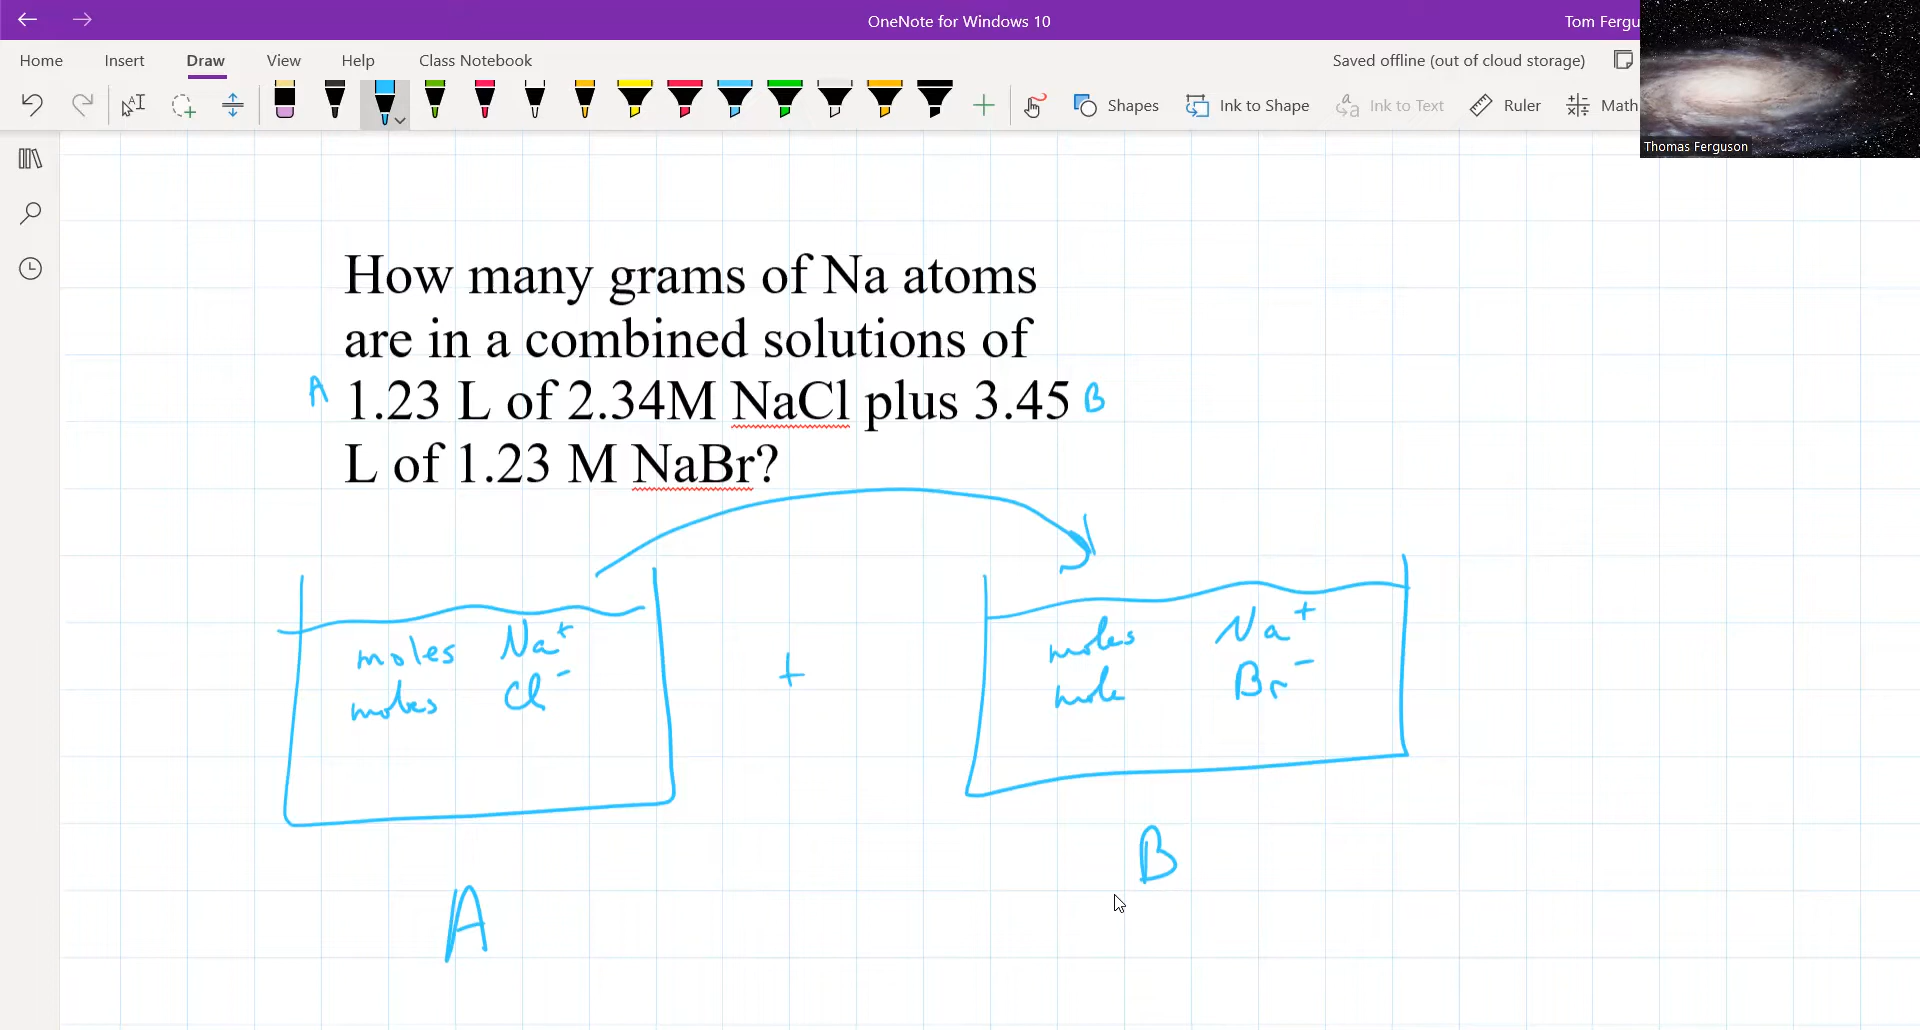 OneNote for Windows 10
Tom Fergu
Home Insert Draw View Help Class Notebook
Saved offline (out of cloud storage)
Shapes Ink to Shape Ink to Text Ruler Math
Thomas Ferguson
How many grams of Na atoms
are in a combined solutions of
A 1.23 L of 2.34M NaCl plus 3.45 B
L of 1.23 M NaBr?
moles Na+
moles Cl-
+
moles Na+
mole Br-
A
B